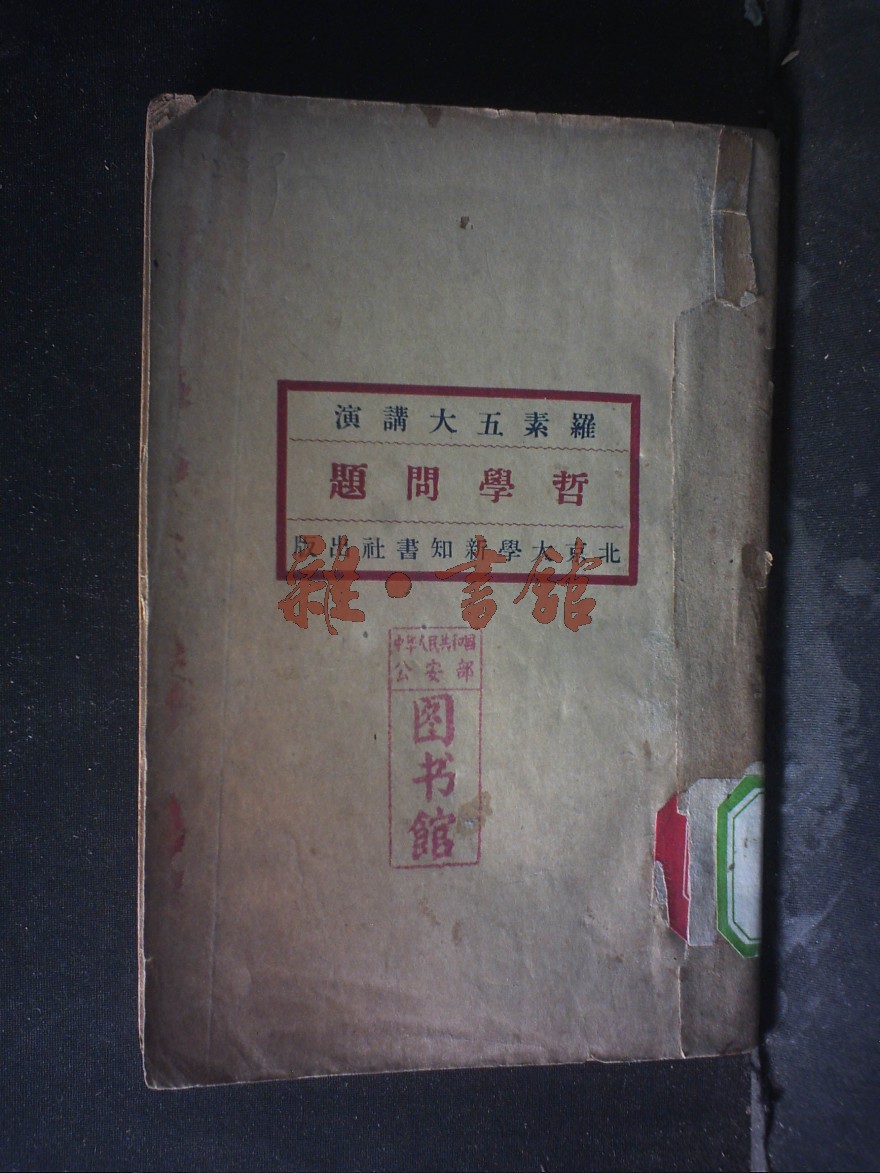 羅素五大講演
哲學問題
北京大學新知書社出版
雜·書館
中华人民共和国
公安部
图书馆